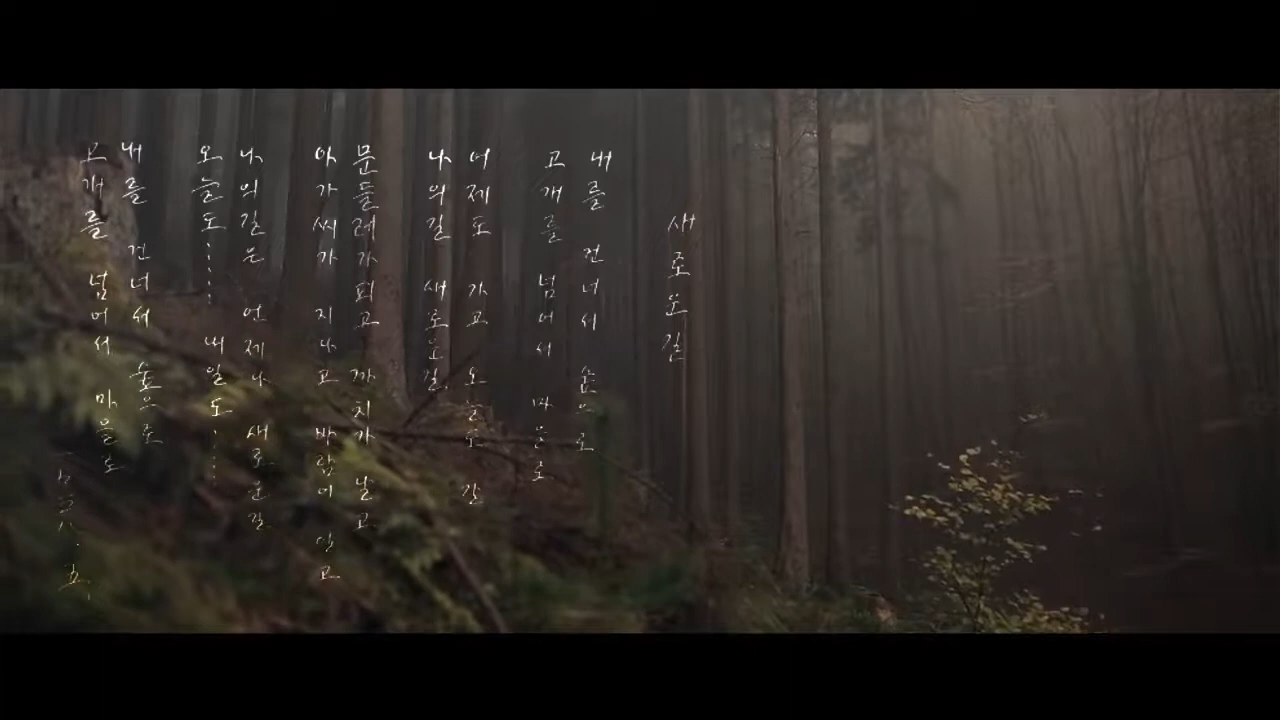 새로운길
내를 건너서 숲으로
고개를 넘어서 마을로
어제도 가고 오늘도 갈
나의길 새로운길
문들레가 피고 까치가 날고
아가씨가 지나고 바람이 일고
나의길은 언제나 새로운길
오늘도…… 내일도……
내를 건너서 숲으로
고개를 넘어서 마을로